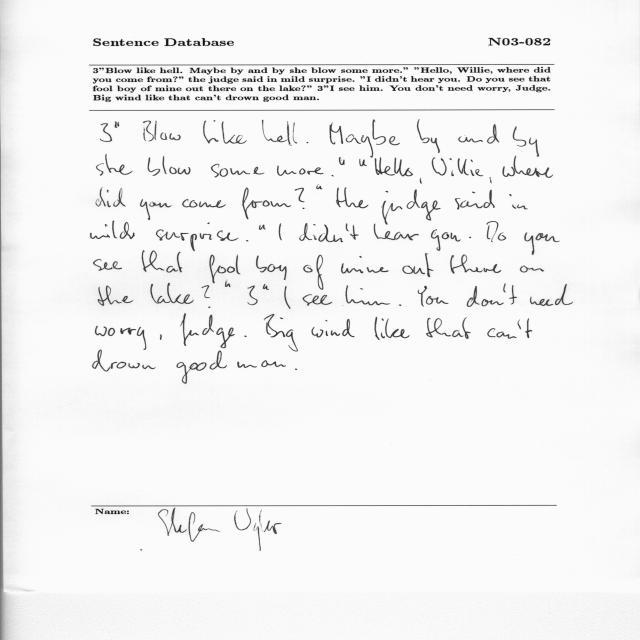 Sentence Database N03-082
3"Blow like hell. Maybe by and by she blow some more." "Hello, Willie, where did
you come from?" the judge said in mild surprise. "I didn't hear you. Do you see that
fool boy of mine out there on the lake?" 3"I see him. You don't need worry, Judge.
Big wind like that can't drown good man.
3" Blow like hell. Maybe by and by
she blow some more." "Hello, Willie, where
did you come from?" the judge said in
mild surprise. "I didn't hear you. Do you
see that fool boy of mine out there on
the lake?" 3" I see him. You don't need
worry, Judge. Big wind like that can't
drown good man.
Name: Stefan